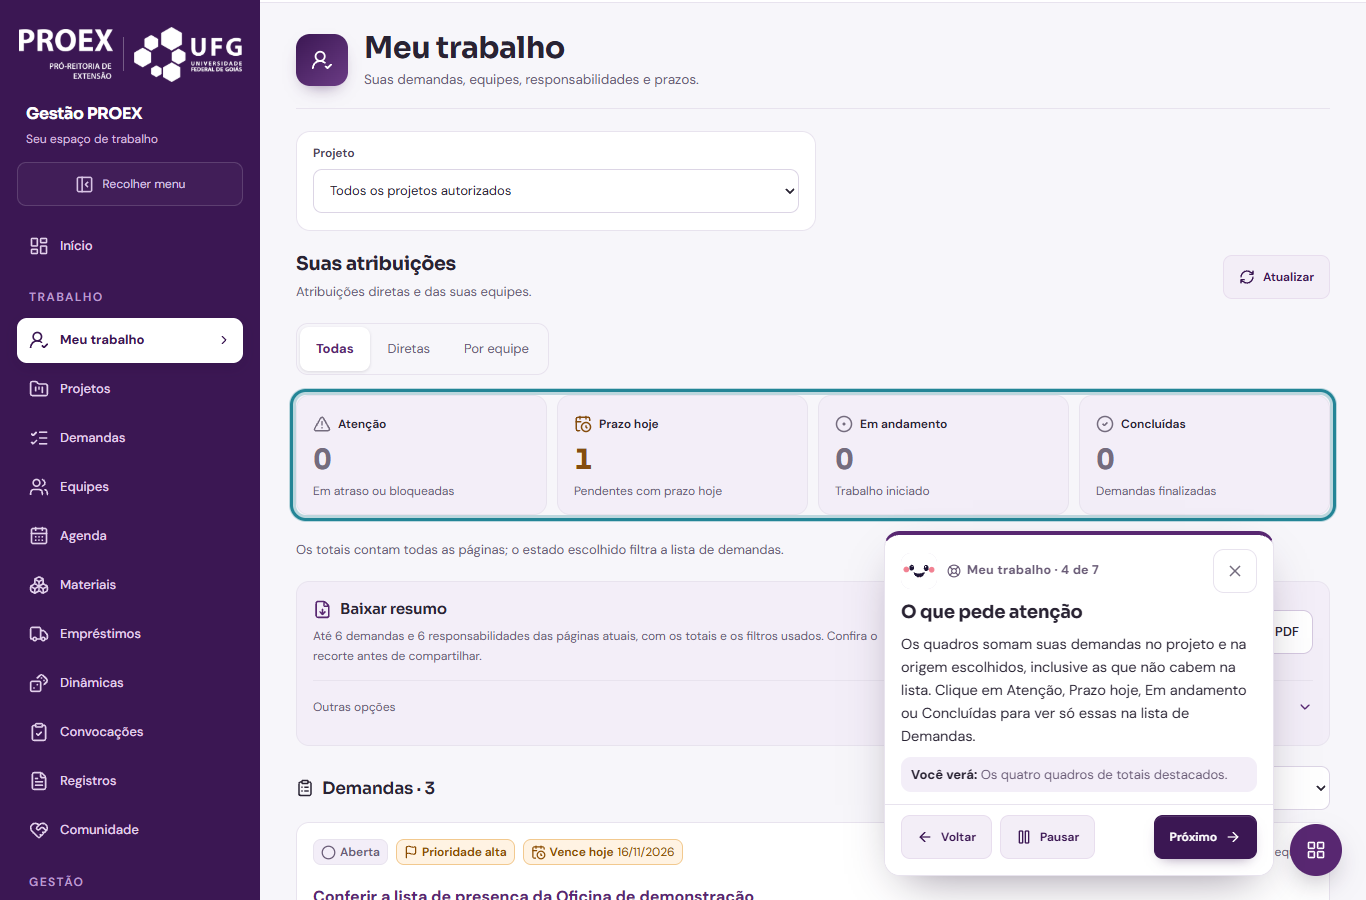 PROEX
PRÓ-REITORIA DE
EXTENSÃO
UFG
UNIVERSIDADE
FEDERAL DE GOIÁS
Gestão PROEX
Seu espaço de trabalho
Recolher menu
Início
TRABALHO
Meu trabalho
Projetos
Demandas
Equipes
Agenda
Materiais
Empréstimos
Dinâmicas
Convocações
Registros
Comunidade
GESTÃO
Meu trabalho
Suas demandas, equipes, responsabilidades e prazos.
Projeto
Todos os projetos autorizados
Suas atribuições
Atribuições diretas e das suas equipes.
Atualizar
Todas Diretas Por equipe
Atenção
0
Em atraso ou bloqueadas
Prazo hoje
1
Pendentes com prazo hoje
Em andamento
0
Trabalho iniciado
Concluídas
0
Demandas finalizadas
Os totais contam todas as páginas; o estado escolhido filtra a lista de demandas.
Baixar resumo
Até 6 demandas e 6 responsabilidades das páginas atuais, com os totais e os filtros usados. Confira o
recorte antes de compartilhar.
PDF
Outras opções
Demandas · 3
Aberta
Prioridade alta
Vence hoje 16/11/2026
eq
Conferir a lista de presença da Oficina de demonstração
Meu trabalho · 4 de 7
O que pede atenção
Os quadros somam suas demandas no projeto e na
origem escolhidos, inclusive as que não cabem na
lista. Clique em Atenção, Prazo hoje, Em andamento
ou Concluídas para ver só essas na lista de
Demandas.
Você verá: Os quatro quadros de totais destacados.
Voltar
Pausar
Próximo